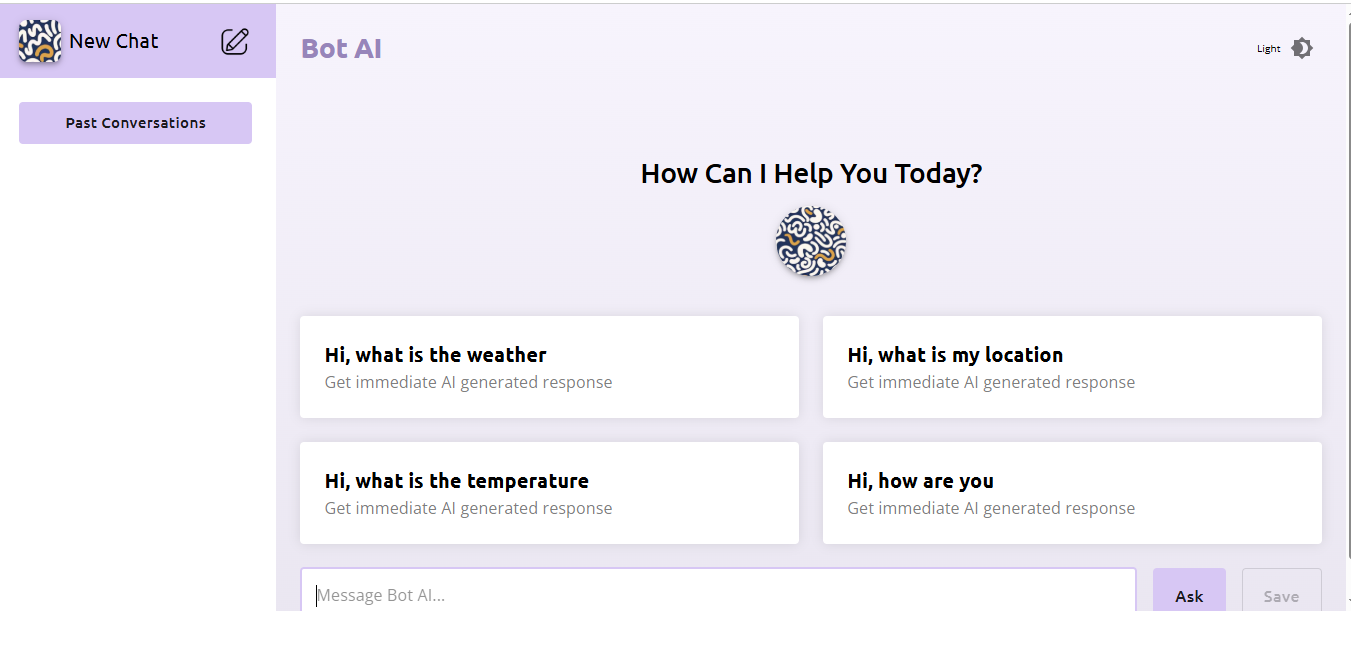 New Chat
Past Conversations
Bot AI
Light
How Can I Help You Today?
Hi, what is the weather
Get immediate AI generated response
Hi, what is my location
Get immediate AI generated response
Hi, what is the temperature
Get immediate AI generated response
Hi, how are you
Get immediate AI generated response
Message Bot AI...
Ask
Save